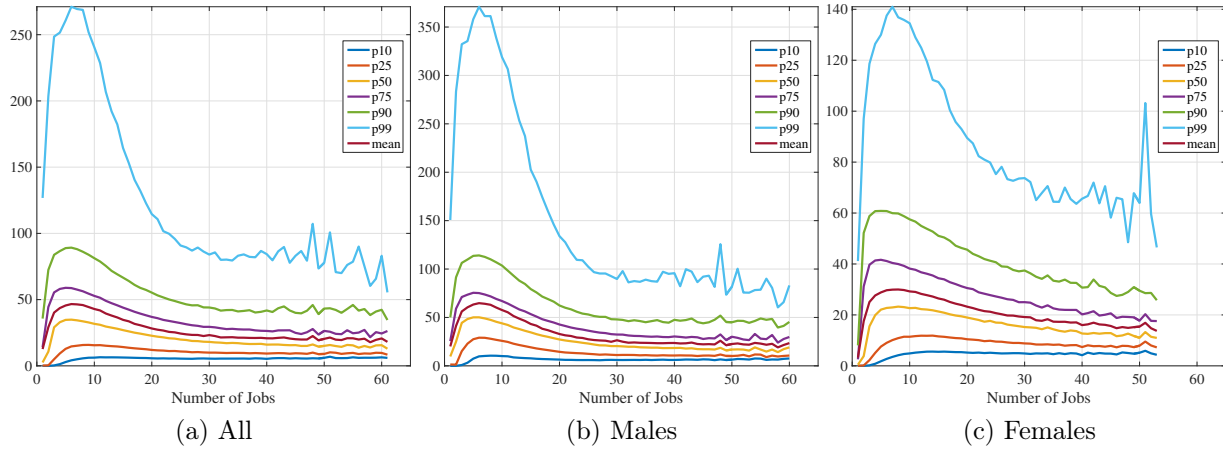 250
200
150
100
50
0
0 10 20 30 40 50 60
Number of Jobs
p10
p25
p50
p75
p90
p99
mean
(a) All
350
300
250
200
150
100
50
0
0 10 20 30 40 50 60
Number of Jobs
p10
p25
p50
p75
p90
p99
mean
(b) Males
140
120
100
80
60
40
20
0
0 10 20 30 40 50 60
Number of Jobs
p10
p25
p50
p75
p90
p99
mean
(c) Females